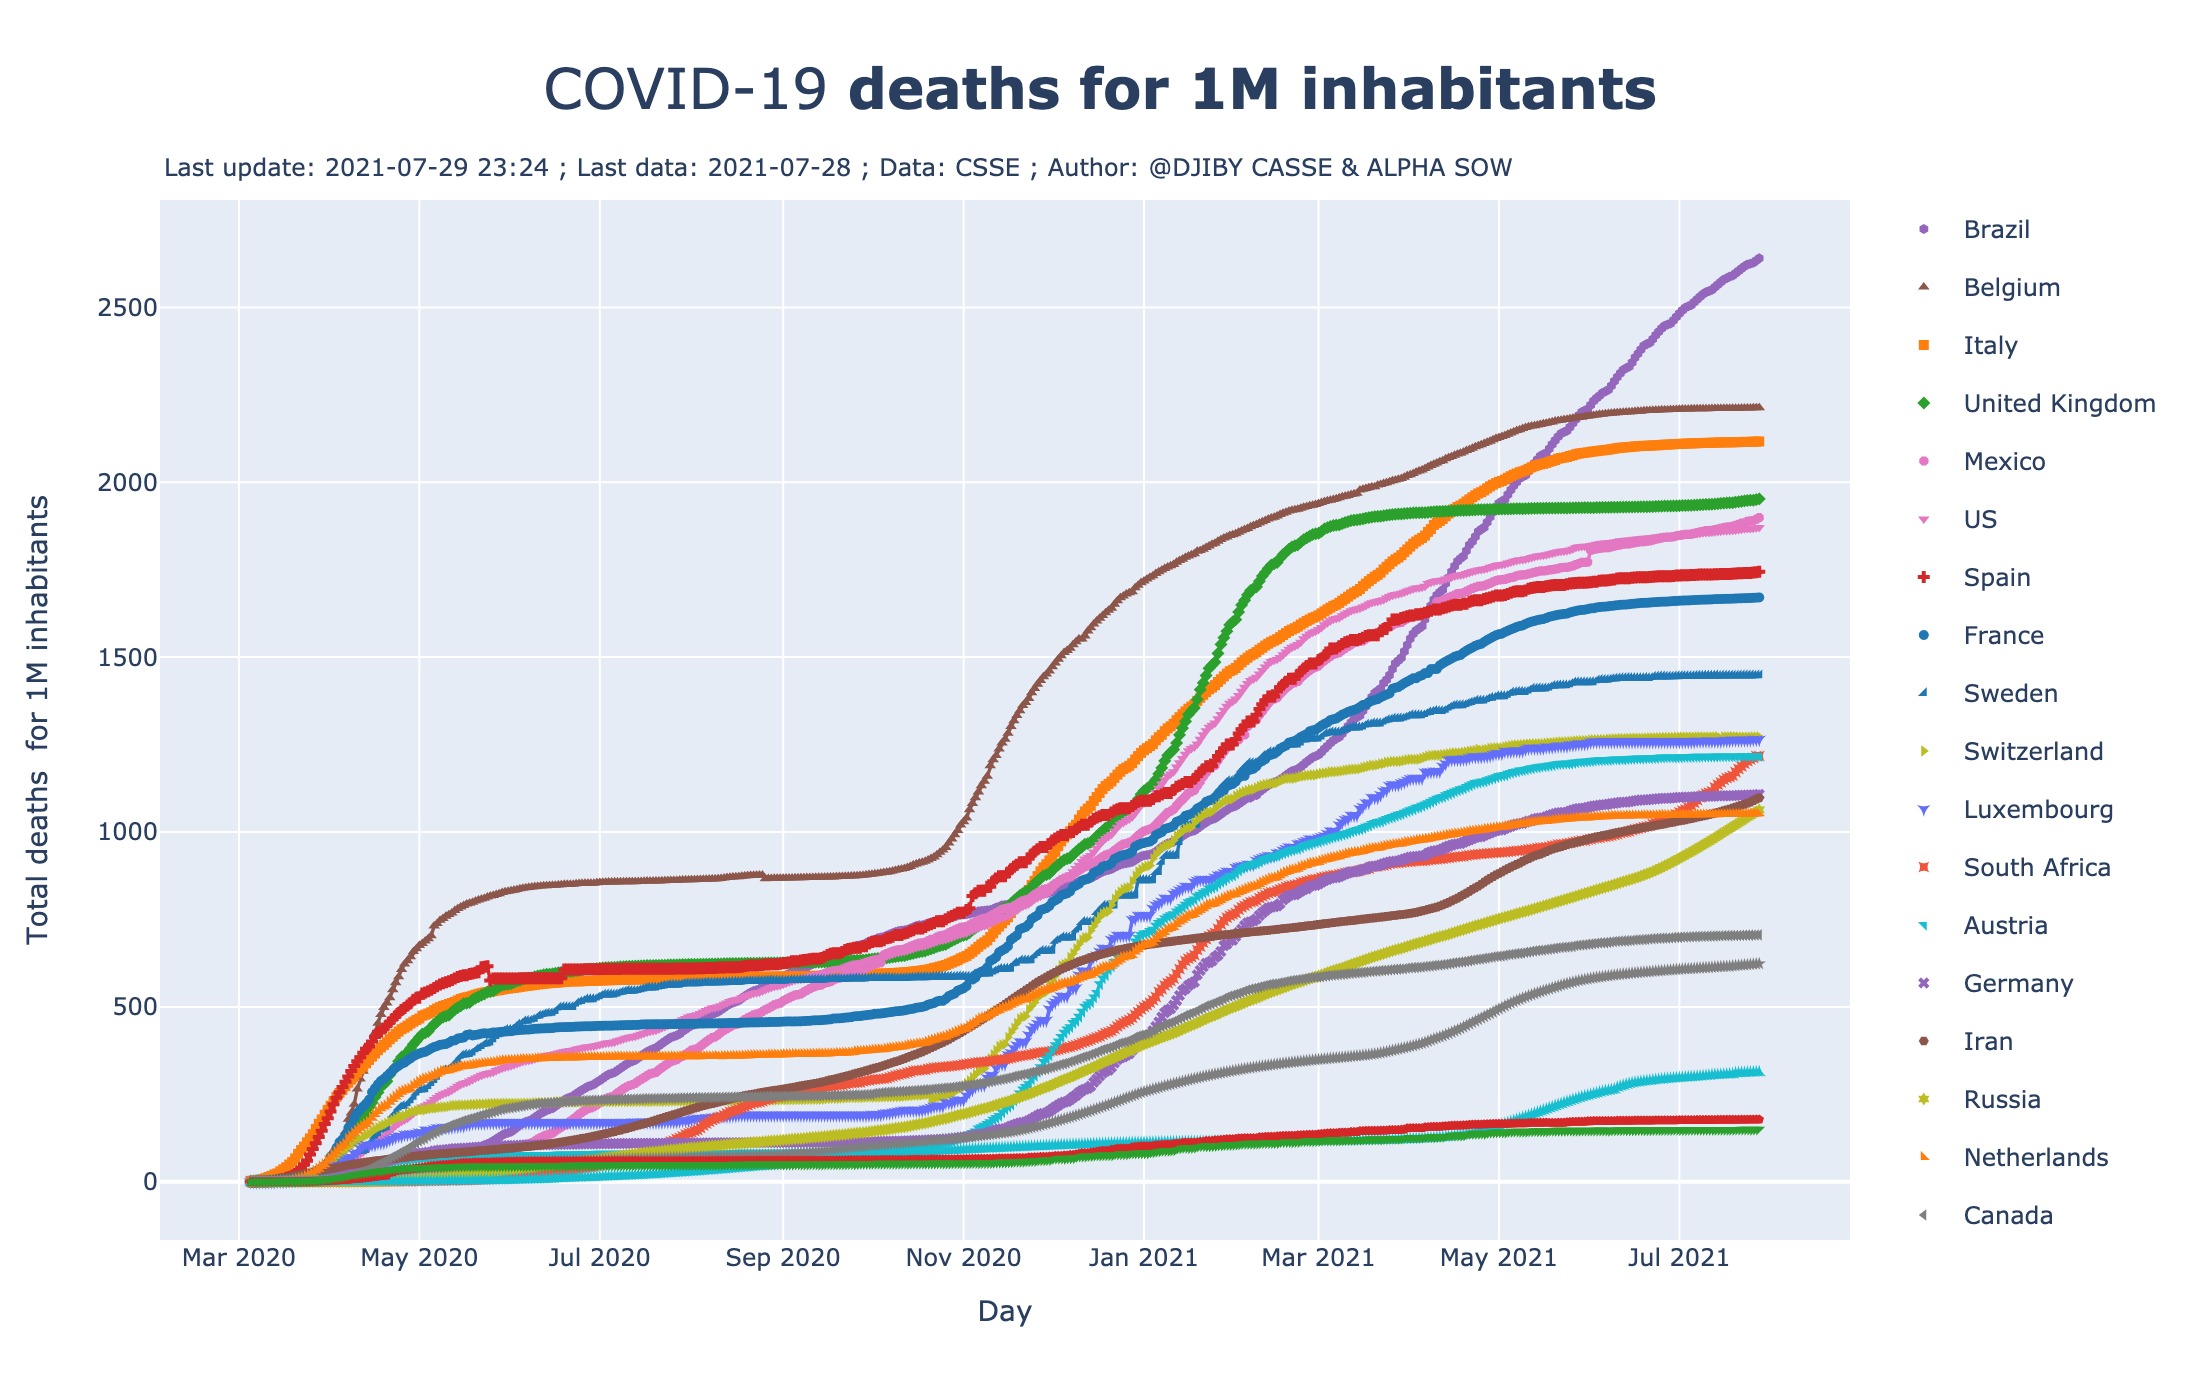 COVID-19 deaths for 1M inhabitants
Last update: 2021-07-29 23:24 ; Last data: 2021-07-28 ; Data: CSSE ; Author: @DJIBY CASSE & ALPHA SOW
Total deaths for 1M inhabitants
2500
2000
1500
1000
500
0
Mar 2020 May 2020 Jul 2020 Sep 2020 Nov 2020 Jan 2021 Mar 2021 May 2021 Jul 2021
Day
Brazil
Belgium
Italy
United Kingdom
Mexico
US
Spain
France
Sweden
Switzerland
Luxembourg
South Africa
Austria
Germany
Iran
Russia
Netherlands
Canada